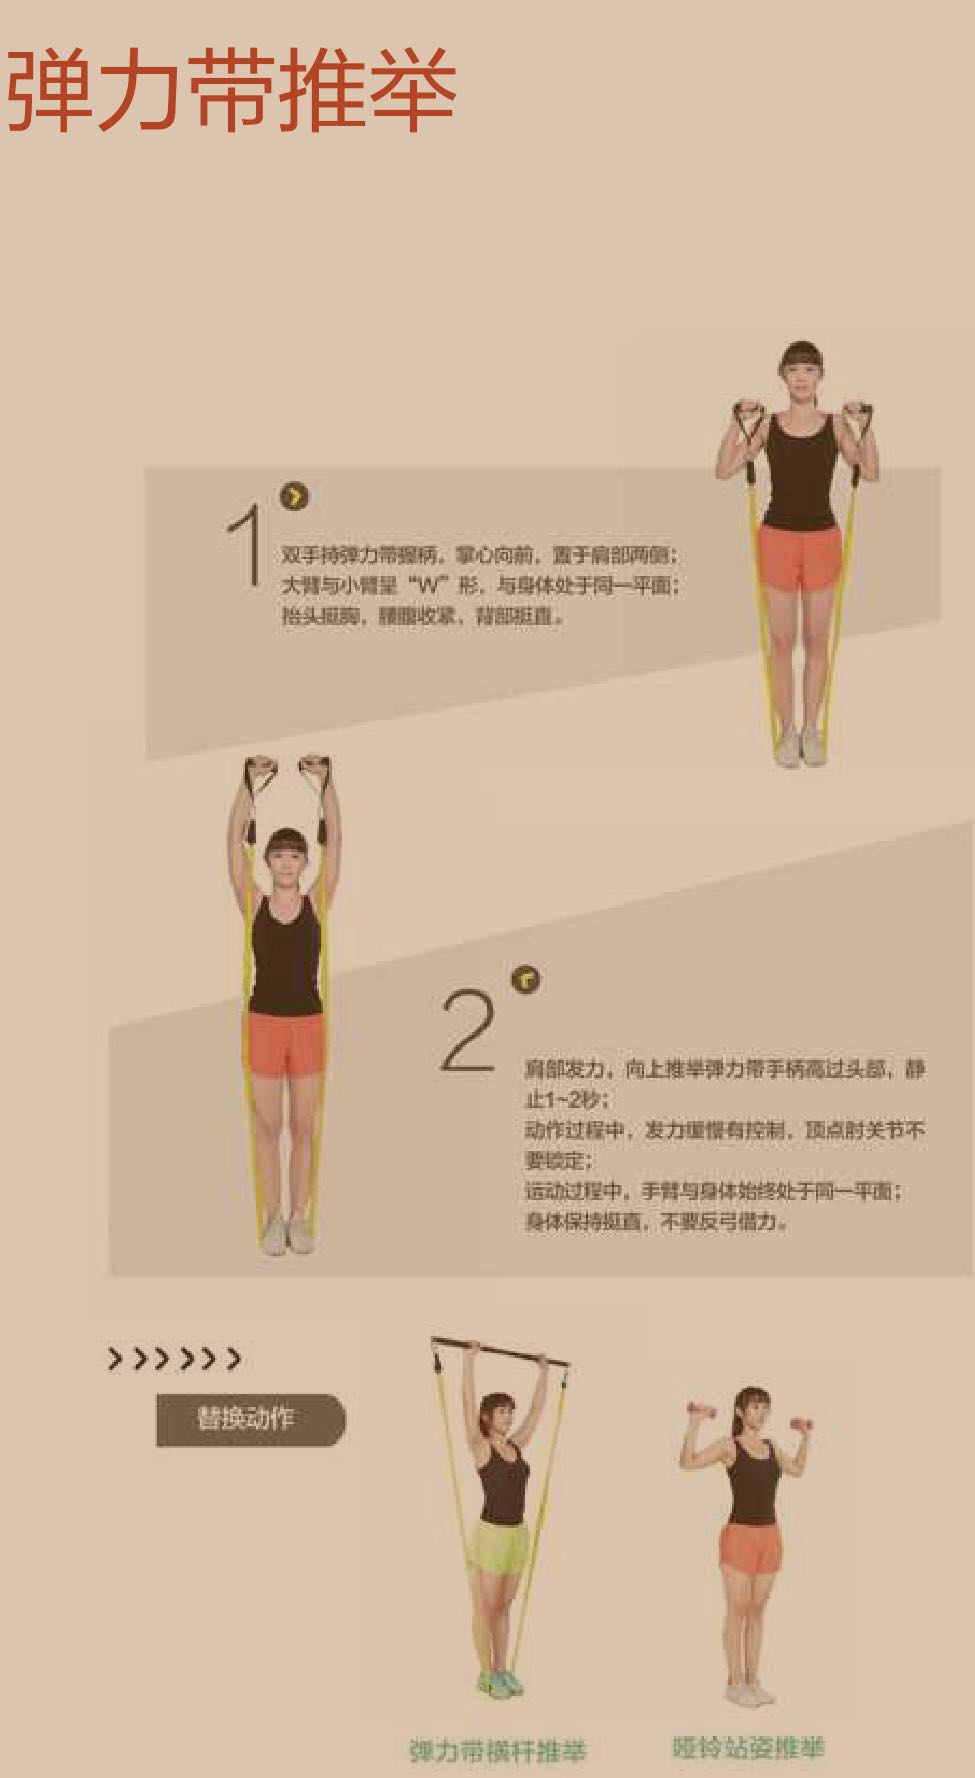 弹力带推举
1
双手持弹力带握柄，掌心向前，置于肩部两侧；
大臂与小臂呈“W”形，与身体处于同一平面；
抬头挺胸，腰腹收紧，背部挺直。
2
肩部发力，向上推举弹力带手柄高过头部，静
止1~2秒；
动作过程中，发力缓慢有控制，顶点肘关节不
要锁定；
运动过程中，手臂与身体始终处于同一平面；
身体保持挺直，不要反弓借力。
替换动作
弹力带横杆推举
哑铃站姿推举